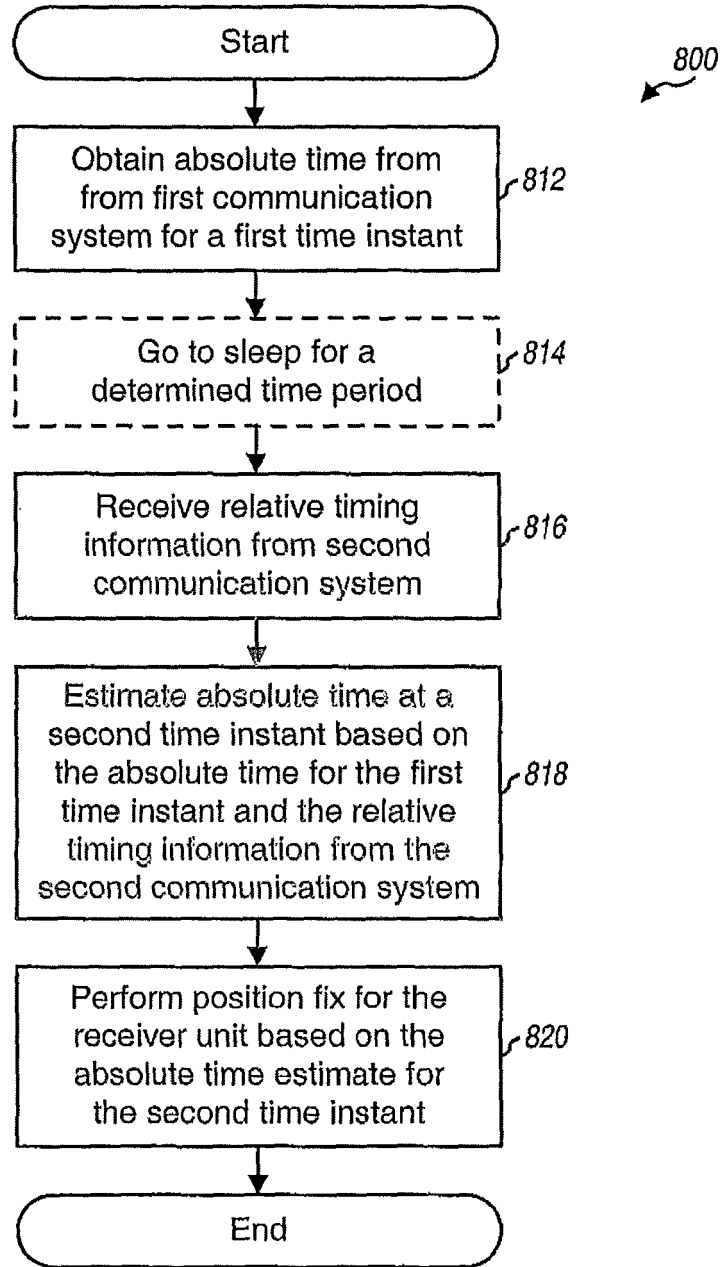 Start
800
Obtain absolute time from
from first communication
system for a first time instant
812
Go to sleep for a
determined time period
814
Receive relative timing
information from second
communication system
816
Estimate absolute time at a
second time instant based on
the absolute time for the first
time instant and the relative
timing information from the
second communication system
818
Perform position fix for the
receiver unit based on the
absolute time estimate for
the second time instant
820
End